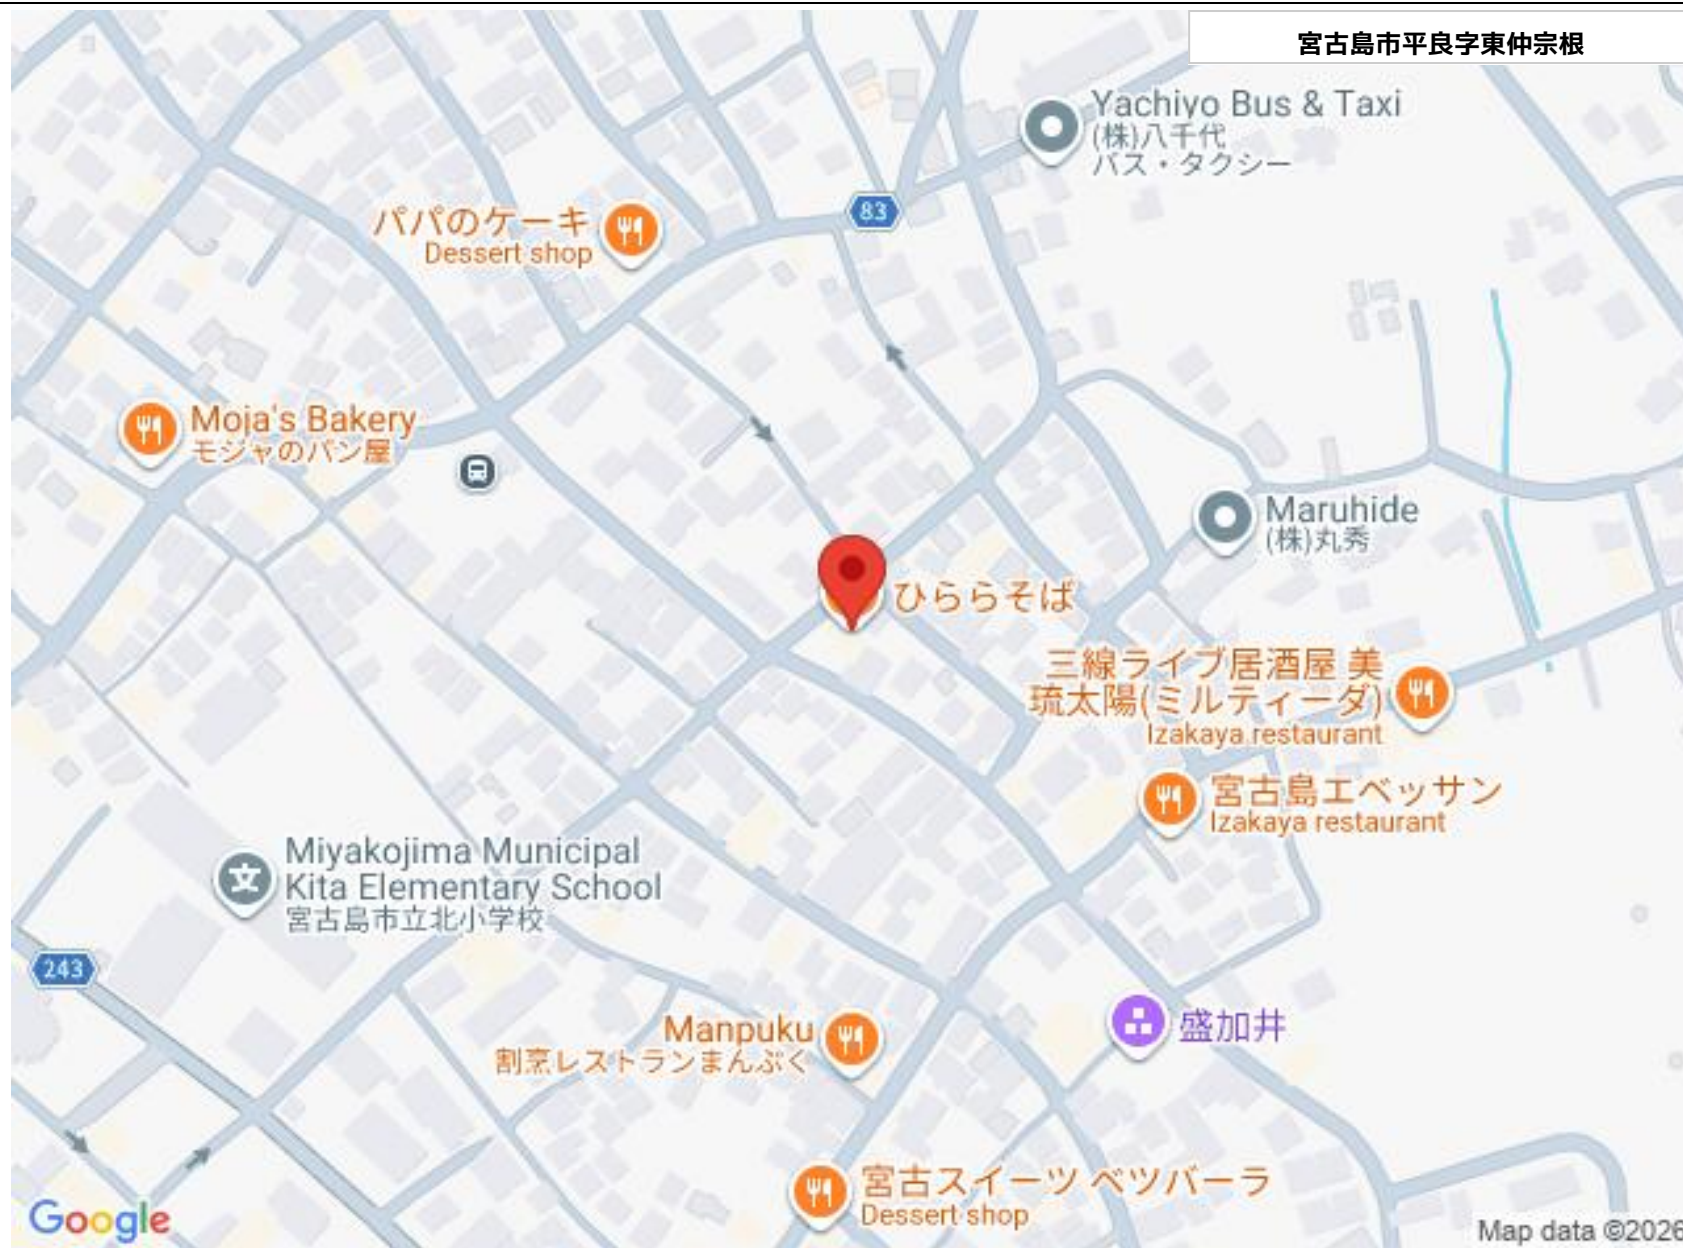 宮古島市平良字東仲宗根
Yachiyo Bus & Taxi
(株)八千代
バス・タクシー
83
パパのケーキ
Dessert shop
Moja's Bakery
モジャのパン屋
Maruhide
(株)丸秀
ひららそば
三線ライブ居酒屋 美
琉太陽(ミルティーダ)
Izakaya restaurant
宮古島エベッサン
Izakaya restaurant
Miyakojima Municipal
Kita Elementary School
宮古島市立北小学校
文
243
盛加井
Manpuku
割烹レストランまんぷく
宮古スイーツ ベツバーラ
Dessert shop
Google
Map data ©2026